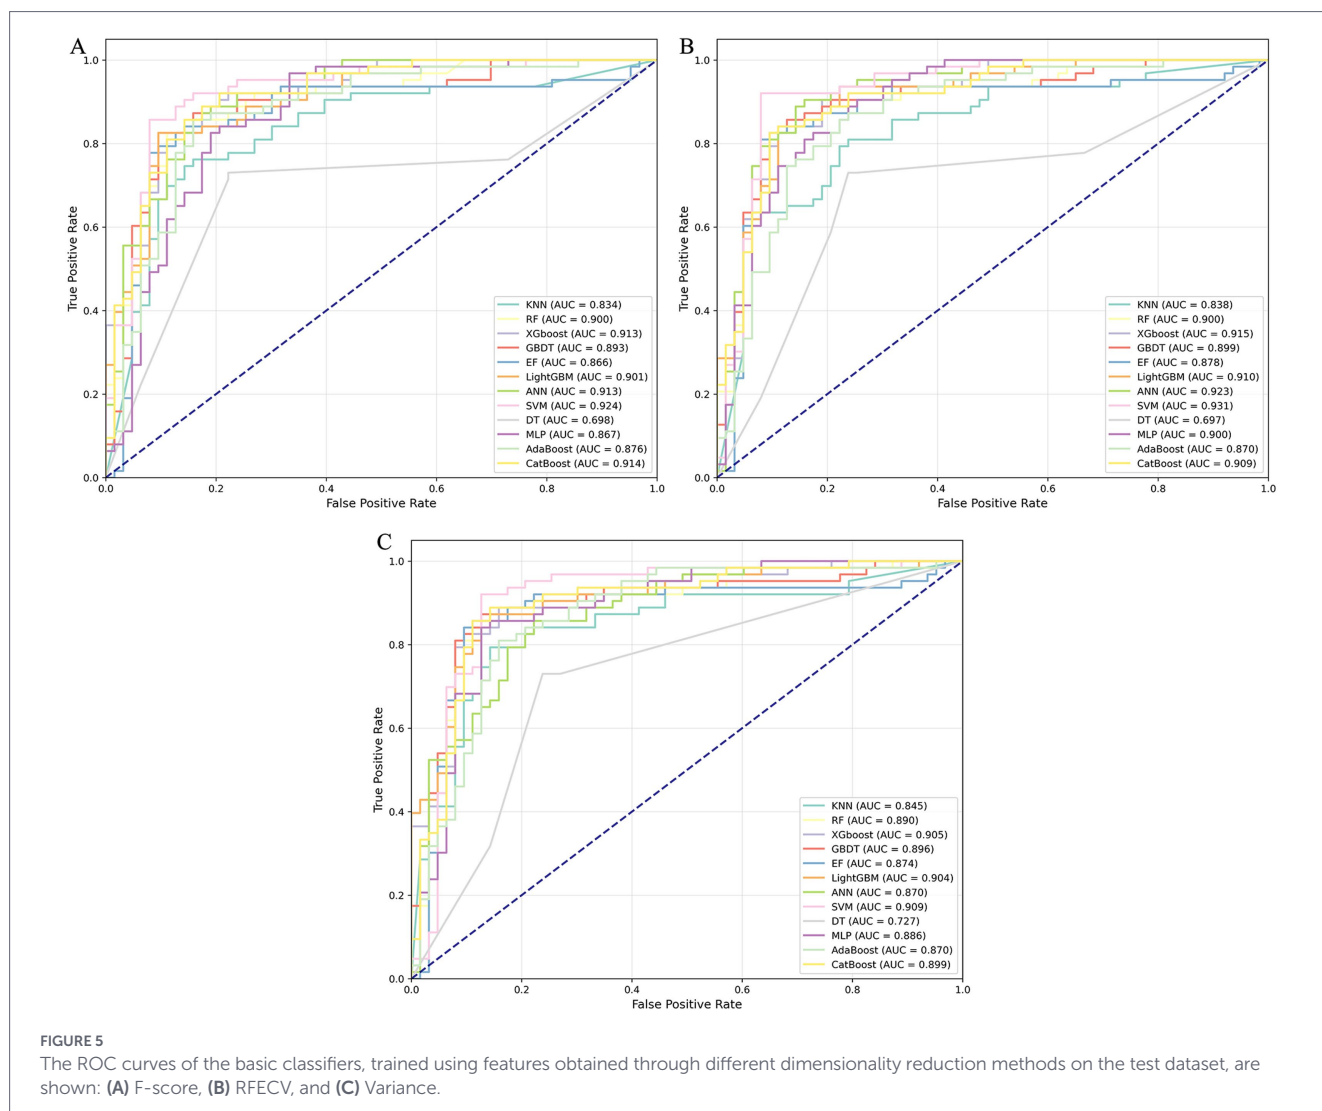 A
1.0
0.8
0.6
0.4
0.2
0.0
True Positive Rate
0.0 0.2 0.4 0.6 0.8 1.0
False Positive Rate
KNN (AUC = 0.834)
RF (AUC = 0.900)
XGboost (AUC = 0.913)
GBDT (AUC = 0.893)
EF (AUC = 0.866)
LightGBM (AUC = 0.901)
ANN (AUC = 0.913)
SVM (AUC = 0.924)
DT (AUC = 0.698)
MLP (AUC = 0.867)
AdaBoost (AUC = 0.876)
CatBoost (AUC = 0.914)
B
1.0
0.8
0.6
0.4
0.2
0.0
True Positive Rate
0.0 0.2 0.4 0.6 0.8 1.0
False Positive Rate
KNN (AUC = 0.838)
RF (AUC = 0.900)
XGboost (AUC = 0.915)
GBDT (AUC = 0.899)
EF (AUC = 0.878)
LightGBM (AUC = 0.910)
ANN (AUC = 0.923)
SVM (AUC = 0.931)
DT (AUC = 0.697)
MLP (AUC = 0.900)
AdaBoost (AUC = 0.870)
CatBoost (AUC = 0.909)
C
1.0
0.8
0.6
0.4
0.2
0.0
True Positive Rate
0.0 0.2 0.4 0.6 0.8 1.0
False Positive Rate
KNN (AUC = 0.845)
RF (AUC = 0.890)
XGboost (AUC = 0.905)
GBDT (AUC = 0.896)
EF (AUC = 0.874)
LightGBM (AUC = 0.904)
ANN (AUC = 0.870)
SVM (AUC = 0.909)
DT (AUC = 0.727)
MLP (AUC = 0.886)
AdaBoost (AUC = 0.870)
CatBoost (AUC = 0.899)
FIGURE 5
The ROC curves of the basic classifiers, trained using features obtained through different dimensionality reduction methods on the test dataset, are
shown: (A) F-score, (B) RFECV, and (C) Variance.